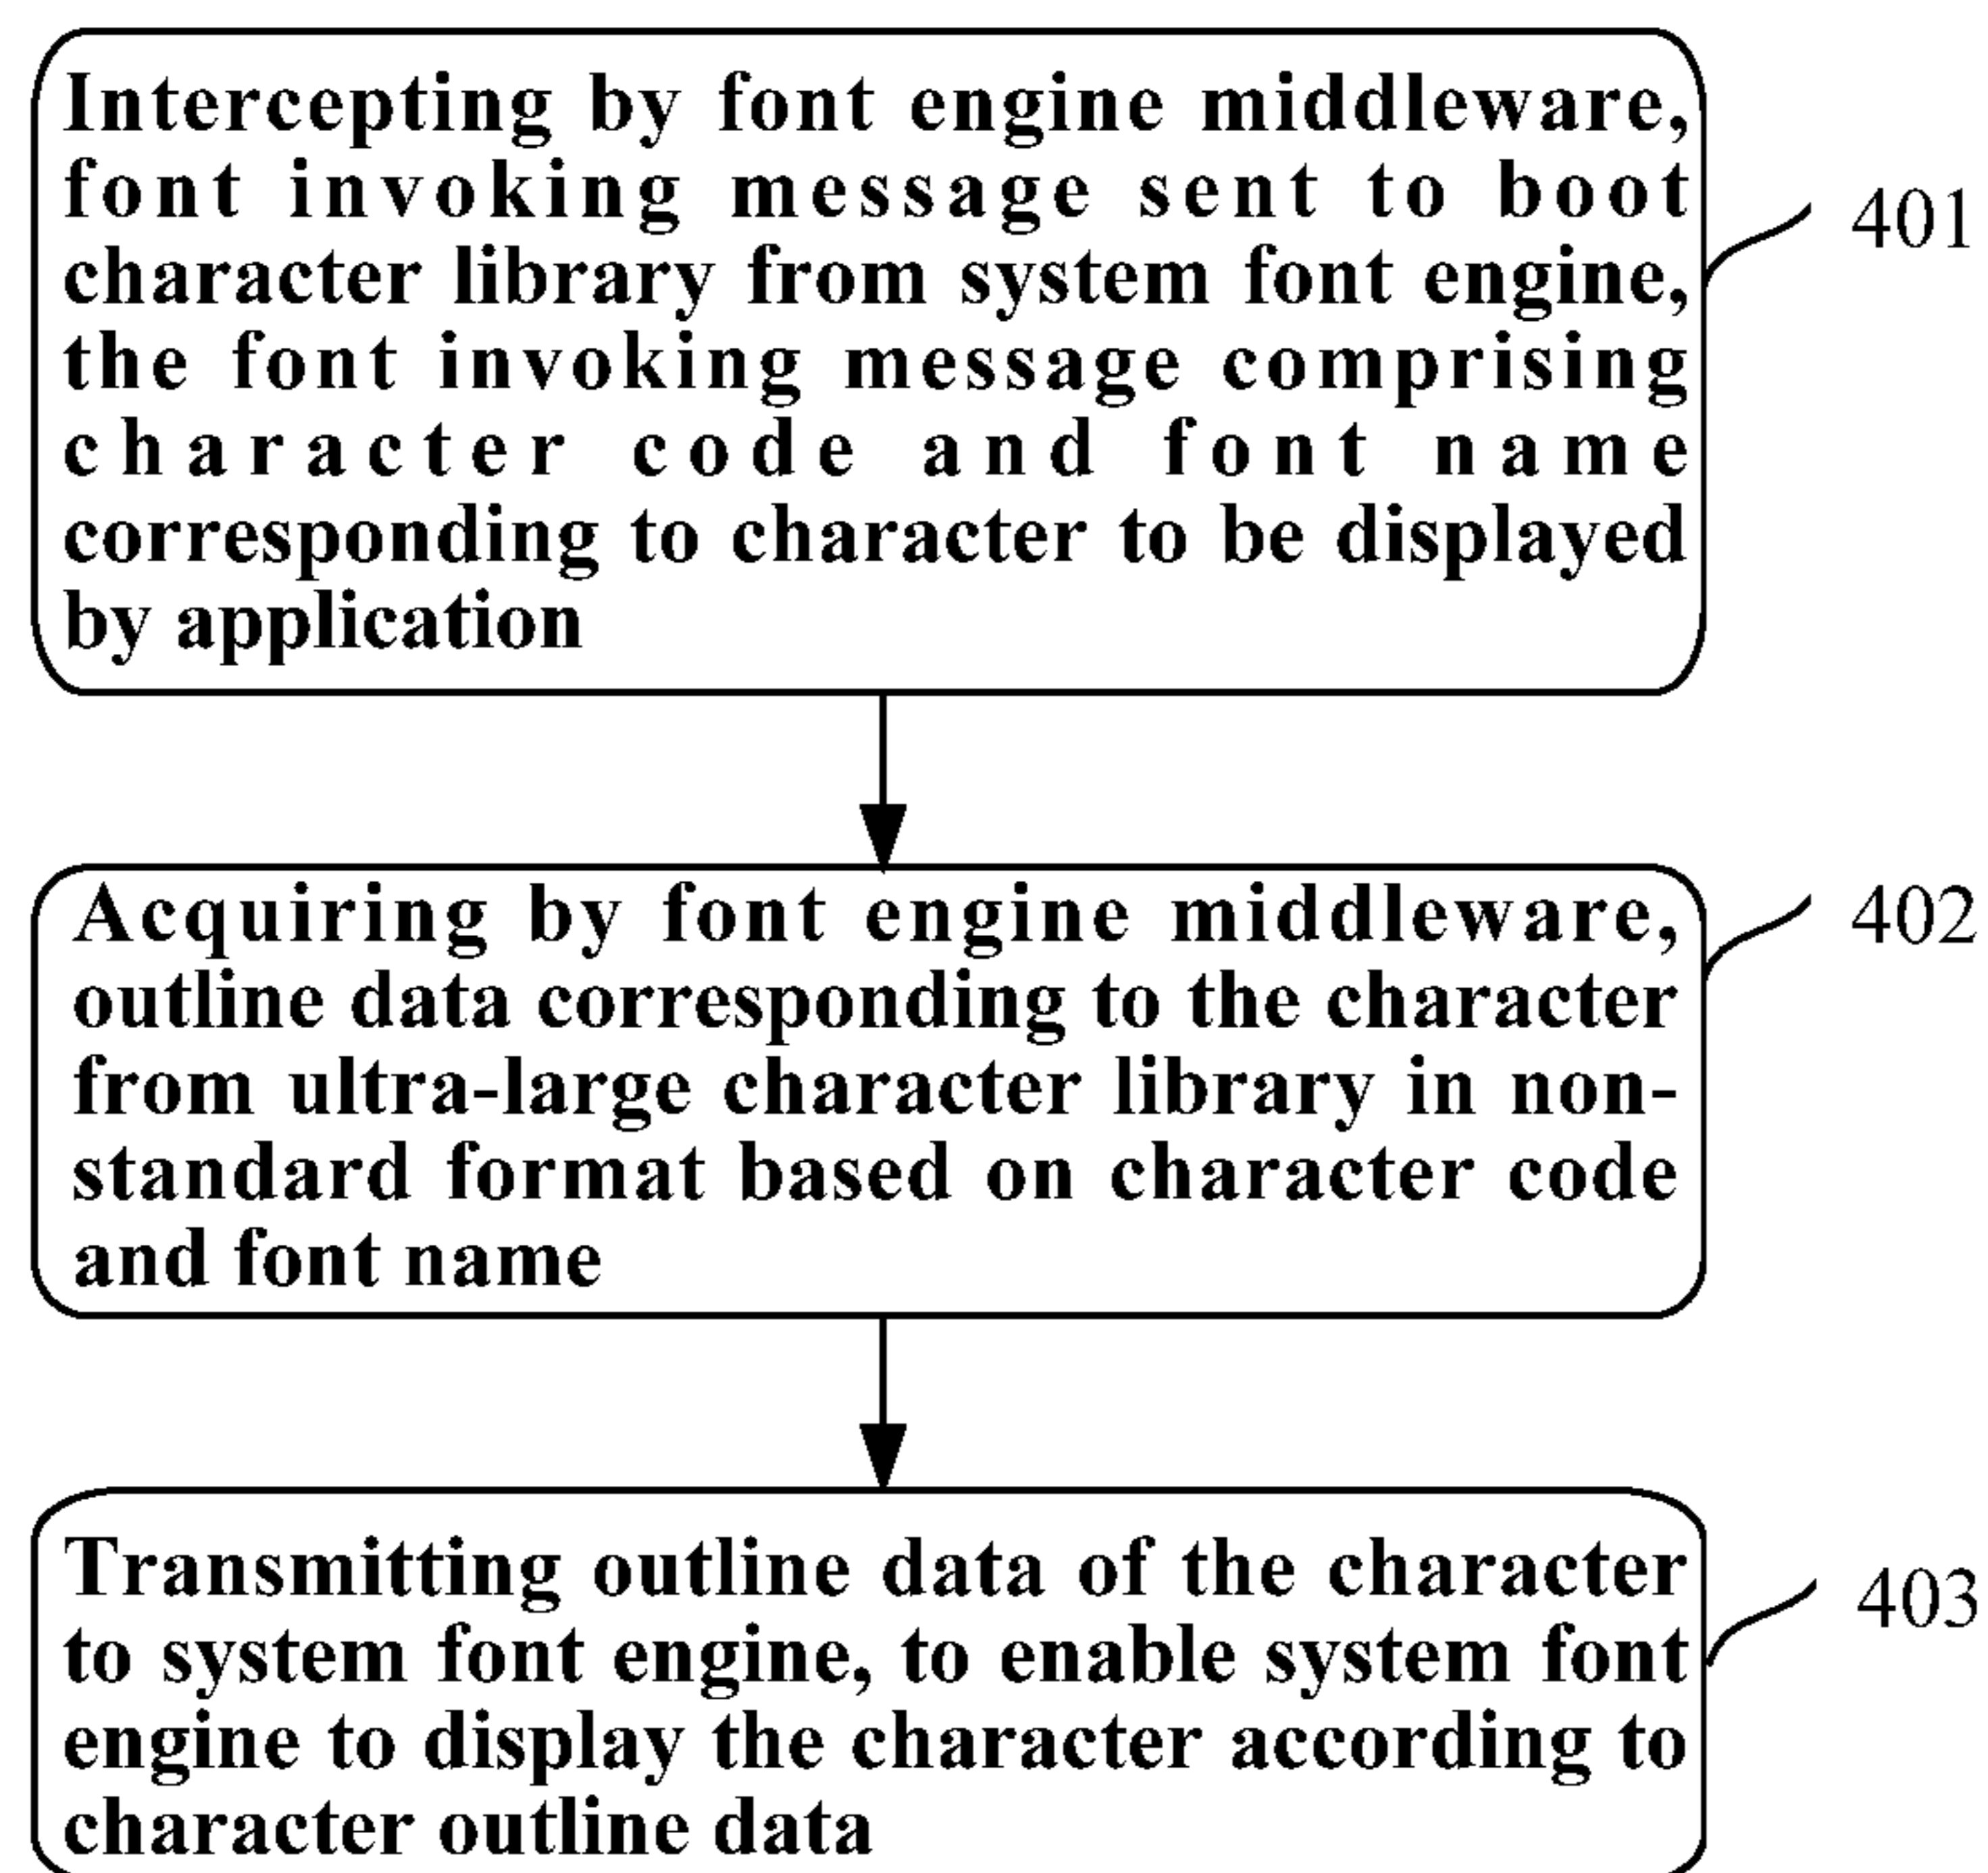 Intercepting by font engine middleware,
font invoking message sent to boot
character library from system font engine,
the font invoking message comprising
character code and font name
corresponding to character to be displayed
by application
401
Acquiring by font engine middleware,
outline data corresponding to the character
from ultra-large character library in non-
standard format based on character code
and font name
402
Transmitting outline data of the character
to system font engine, to enable system font
engine to display the character according to
character outline data
403